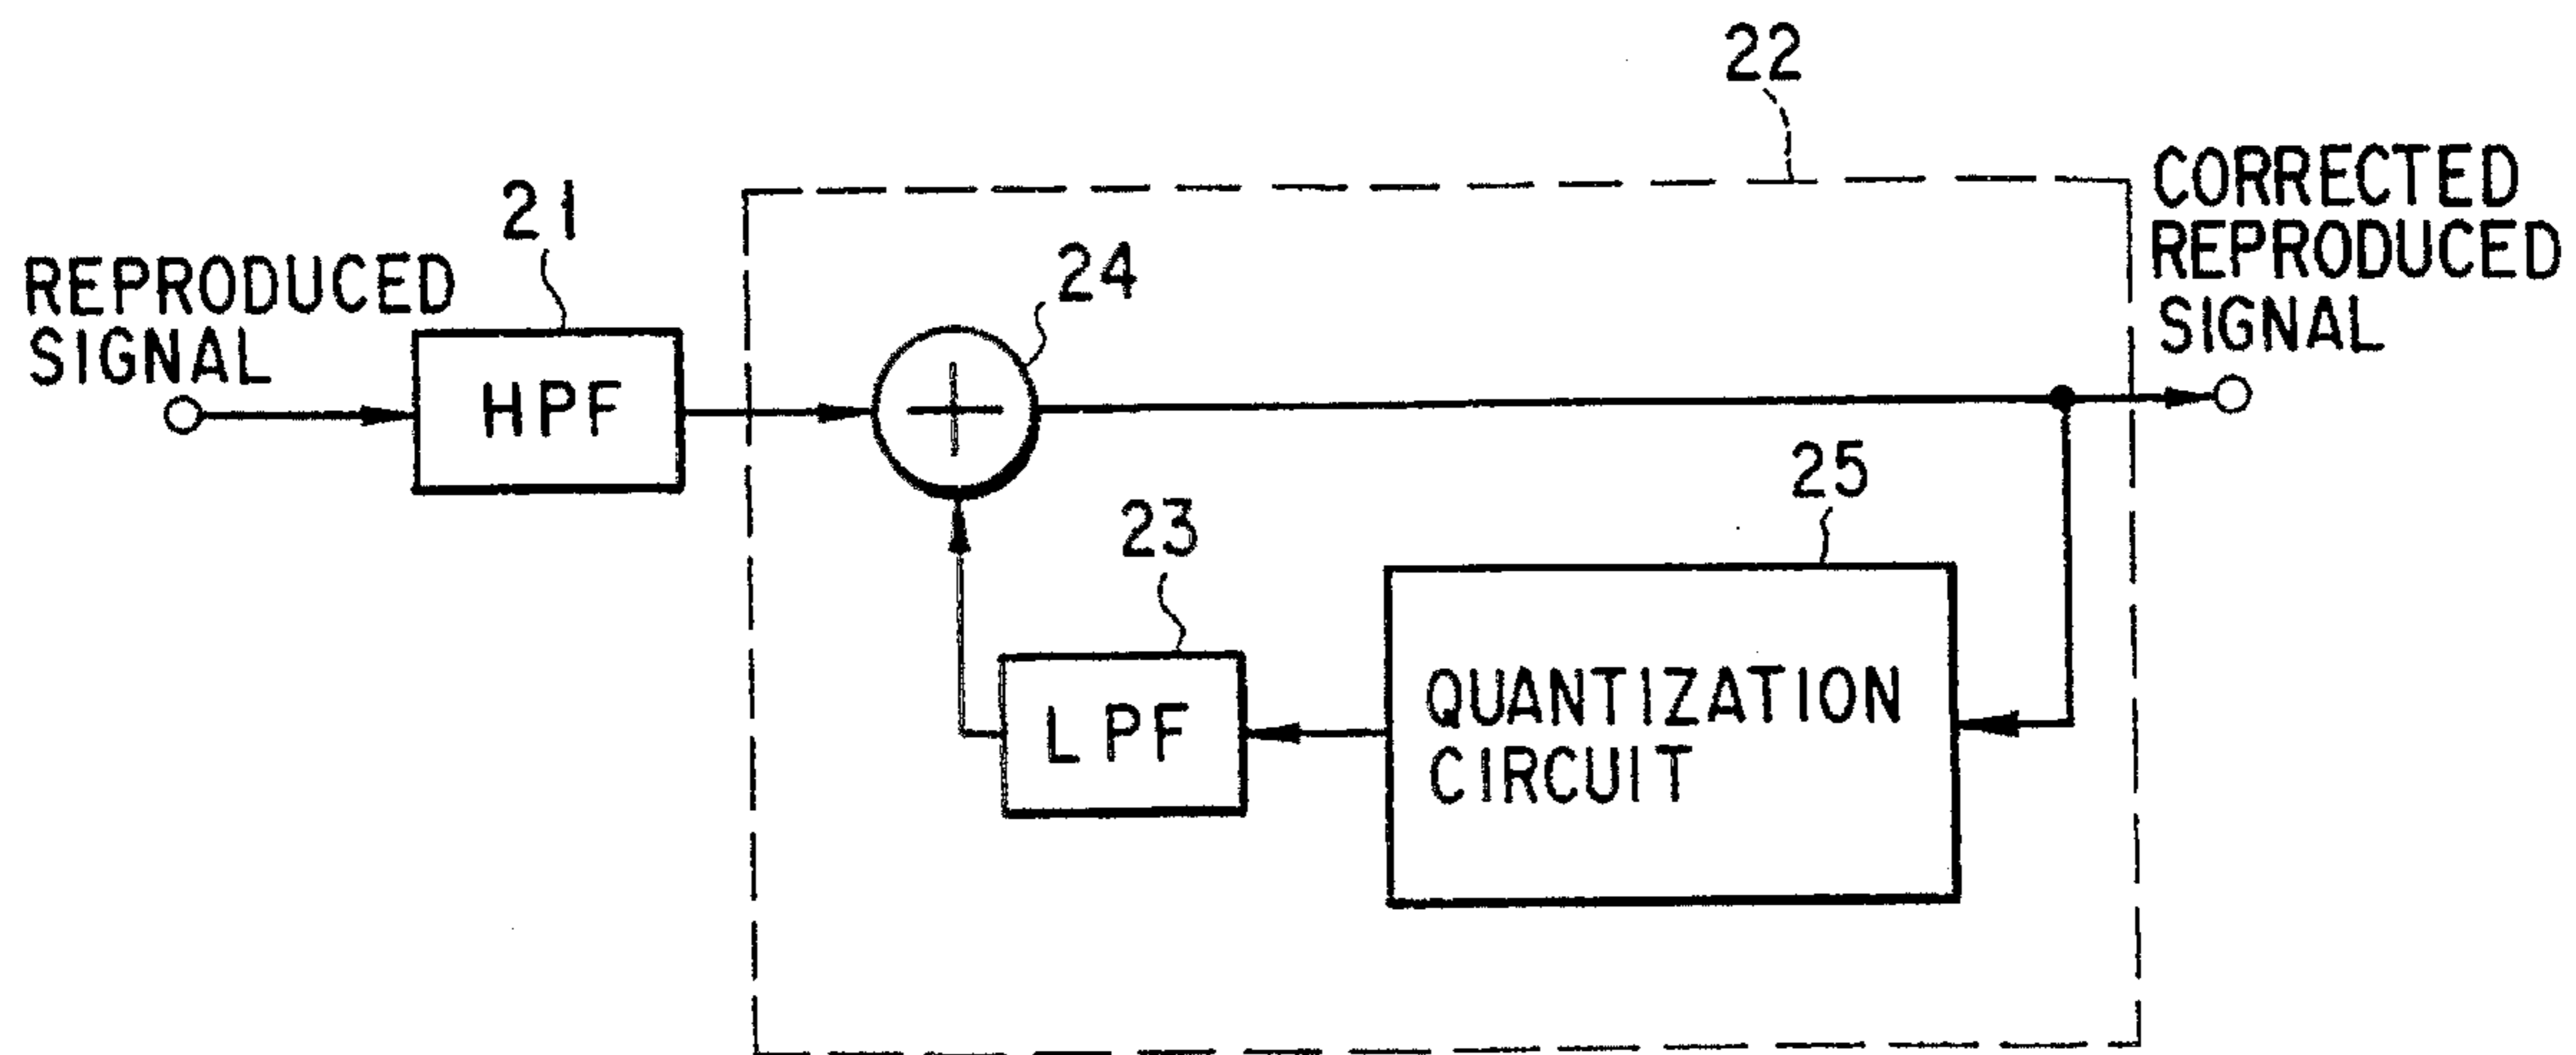 22
CORRECTED
REPRODUCED
SIGNAL
21
24
REPRODUCED
SIGNAL
HPF
+
25
23
QUANTIZATION
CIRCUIT
LPF